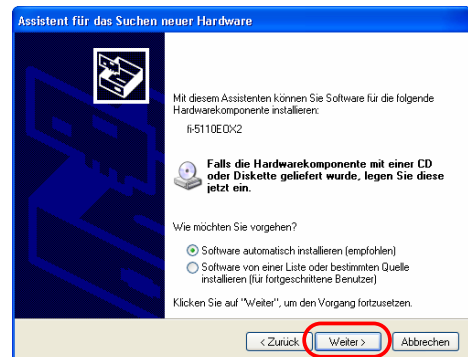 Assistent für das Suchen neuer Hardware
Mit diesem Assistenten können Sie Software für die folgende
Hardwarekomponente installieren:
fi-5110EOX2
Falls die Hardwarekomponente mit einer CD
oder Diskette geliefert wurde, legen Sie diese
jetzt ein.
Wie möchten Sie vorgehen?
Software automatisch installieren (empfohlen)
Software von einer Liste oder bestimmten Quelle
installieren (für fortgeschrittene Benutzer)
Klicken Sie auf "Weiter", um den Vorgang fortzusetzen.
< Zurück Weiter > Abbrechen